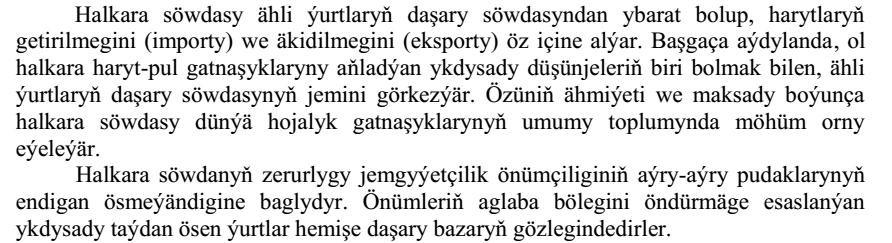 Halkara söwdasy ähli ýurtlaryň daşary söwdasyndan ybarat bolup, harytlaryň
getirilmegini (importy) we äkidilmegini (eksporty) öz içine alýar. Başgaça aýdylanda, ol
halkara haryt-pul gatnaşyklaryny aňladýan ykdysady düşünjeleriň biri bolmak bilen, ähli
ýurtlaryň daşary söwdasynyň jemini görkezýär. Özüniň ähmiýeti we maksady boýunça
halkara söwdasy dünýä hojalyk gatnaşyklarynyň umumy toplumynda möhüm orny
eýeleýär.
Halkara söwdanyň zerurlygy jemgyýetçilik önümçiliginiň aýry-aýry pudaklarynyň
endigan ösmeýändigine baglydyr. Önümleriň aglaba bölegini öndürmäge esaslanýan
ykdysady taýdan ösen ýurtlar hemişe daşary bazaryň gözlegindedirler.